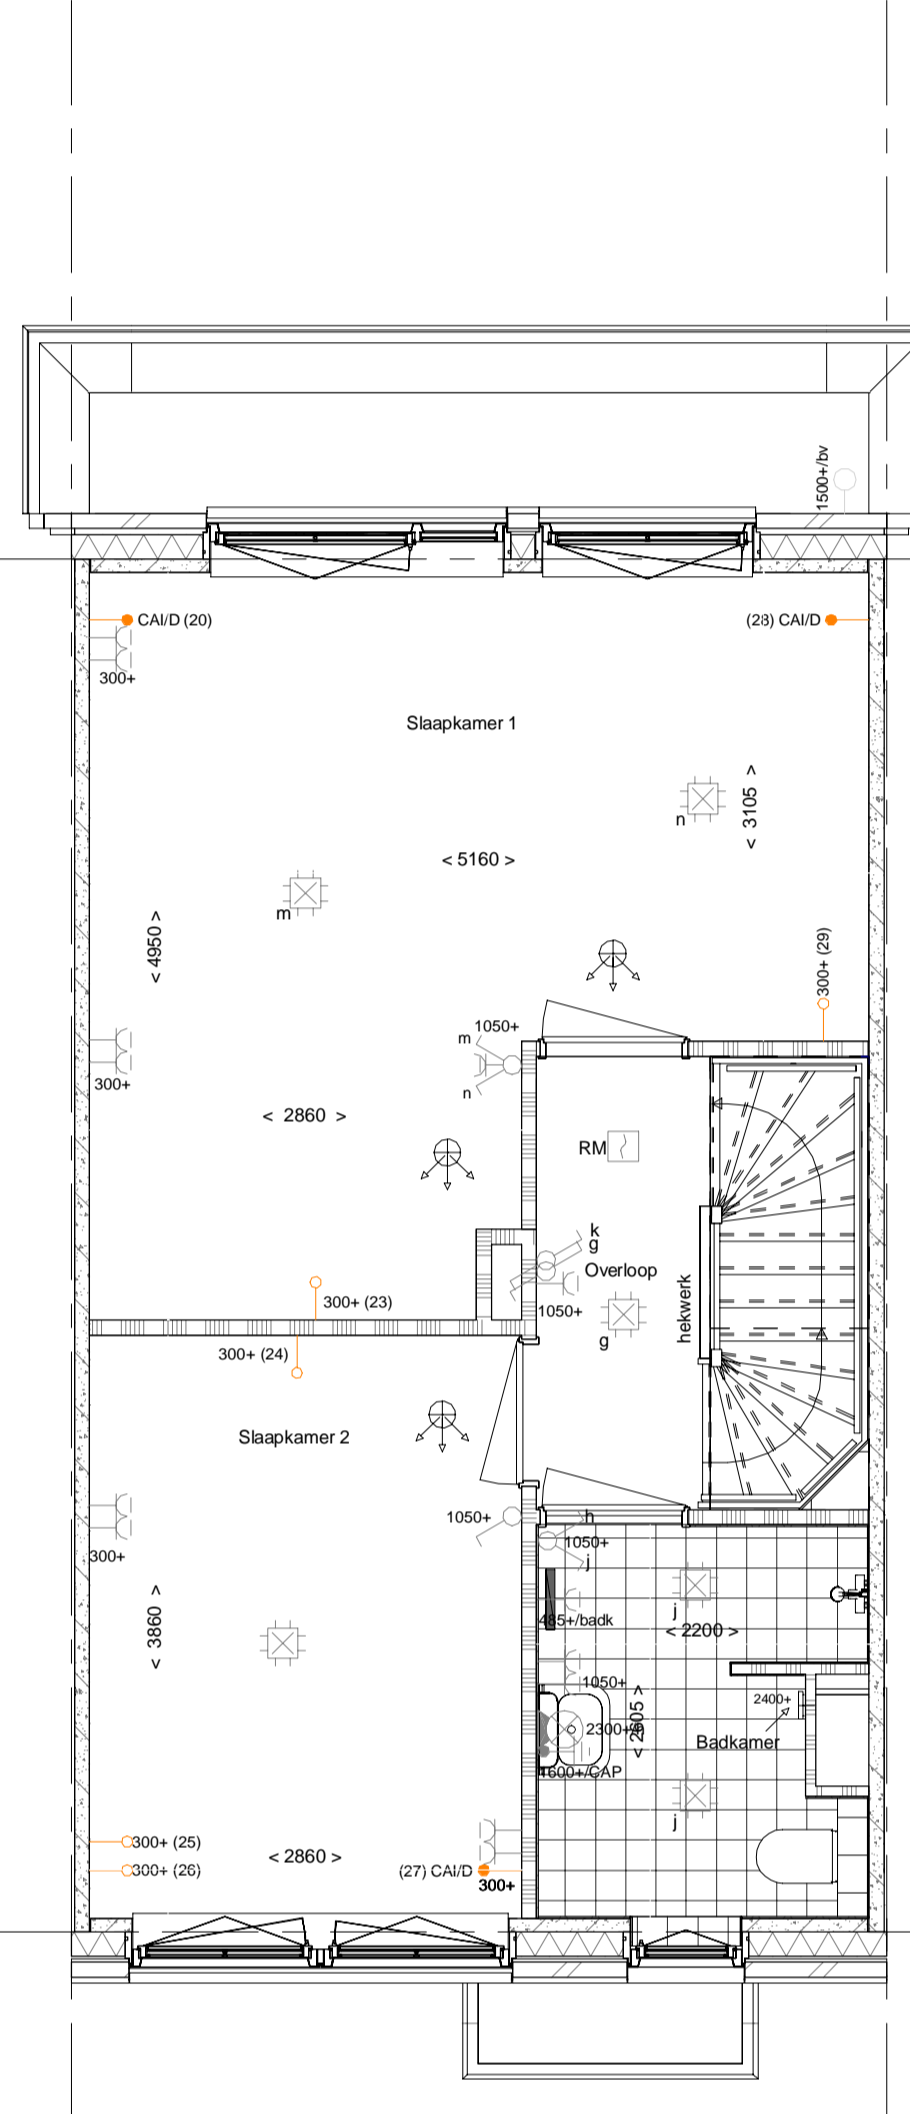 1500+/bv
CAI/D (20)
(28) CAI/D
300+
Slaapkamer 1
< 3105 >
n
< 5160 >
m
< 4950 >
300+ (29)
1050+
m
300+
n
< 2860 >
RM
k
g
Overloop
300+ (23)
1050+
hekwerk
g
300+ (24)
Slaapkamer 2
1050+
h
1050+
300+
j
j
485+/badk
< 2200 >
< 3860 >
1050+
2400+
2300+
< 2605 >
Badkamer
1600+/CAP
j
300+ (25)
< 2860 >
300+ (26)
(27) CAI/D
300+